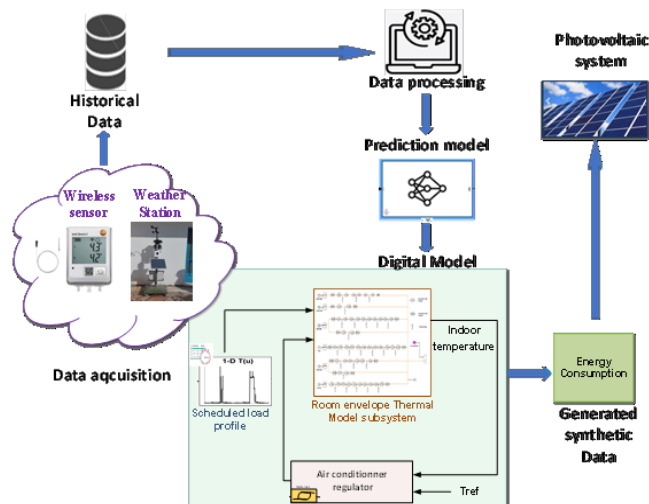 Historical
Data
Data processing
Photovoltaic
system
Prediction model
Wireless
sensor
Weather
Station
43
42
Digital Model
Data aqcuisition
1-D T(u)
Scheduled load
profile
Room envelope Thermal
Model subsystem
Indoor
temperature
Air conditionner
regulator
Tref
Energy
Consumption
Generated
synthetic
Data